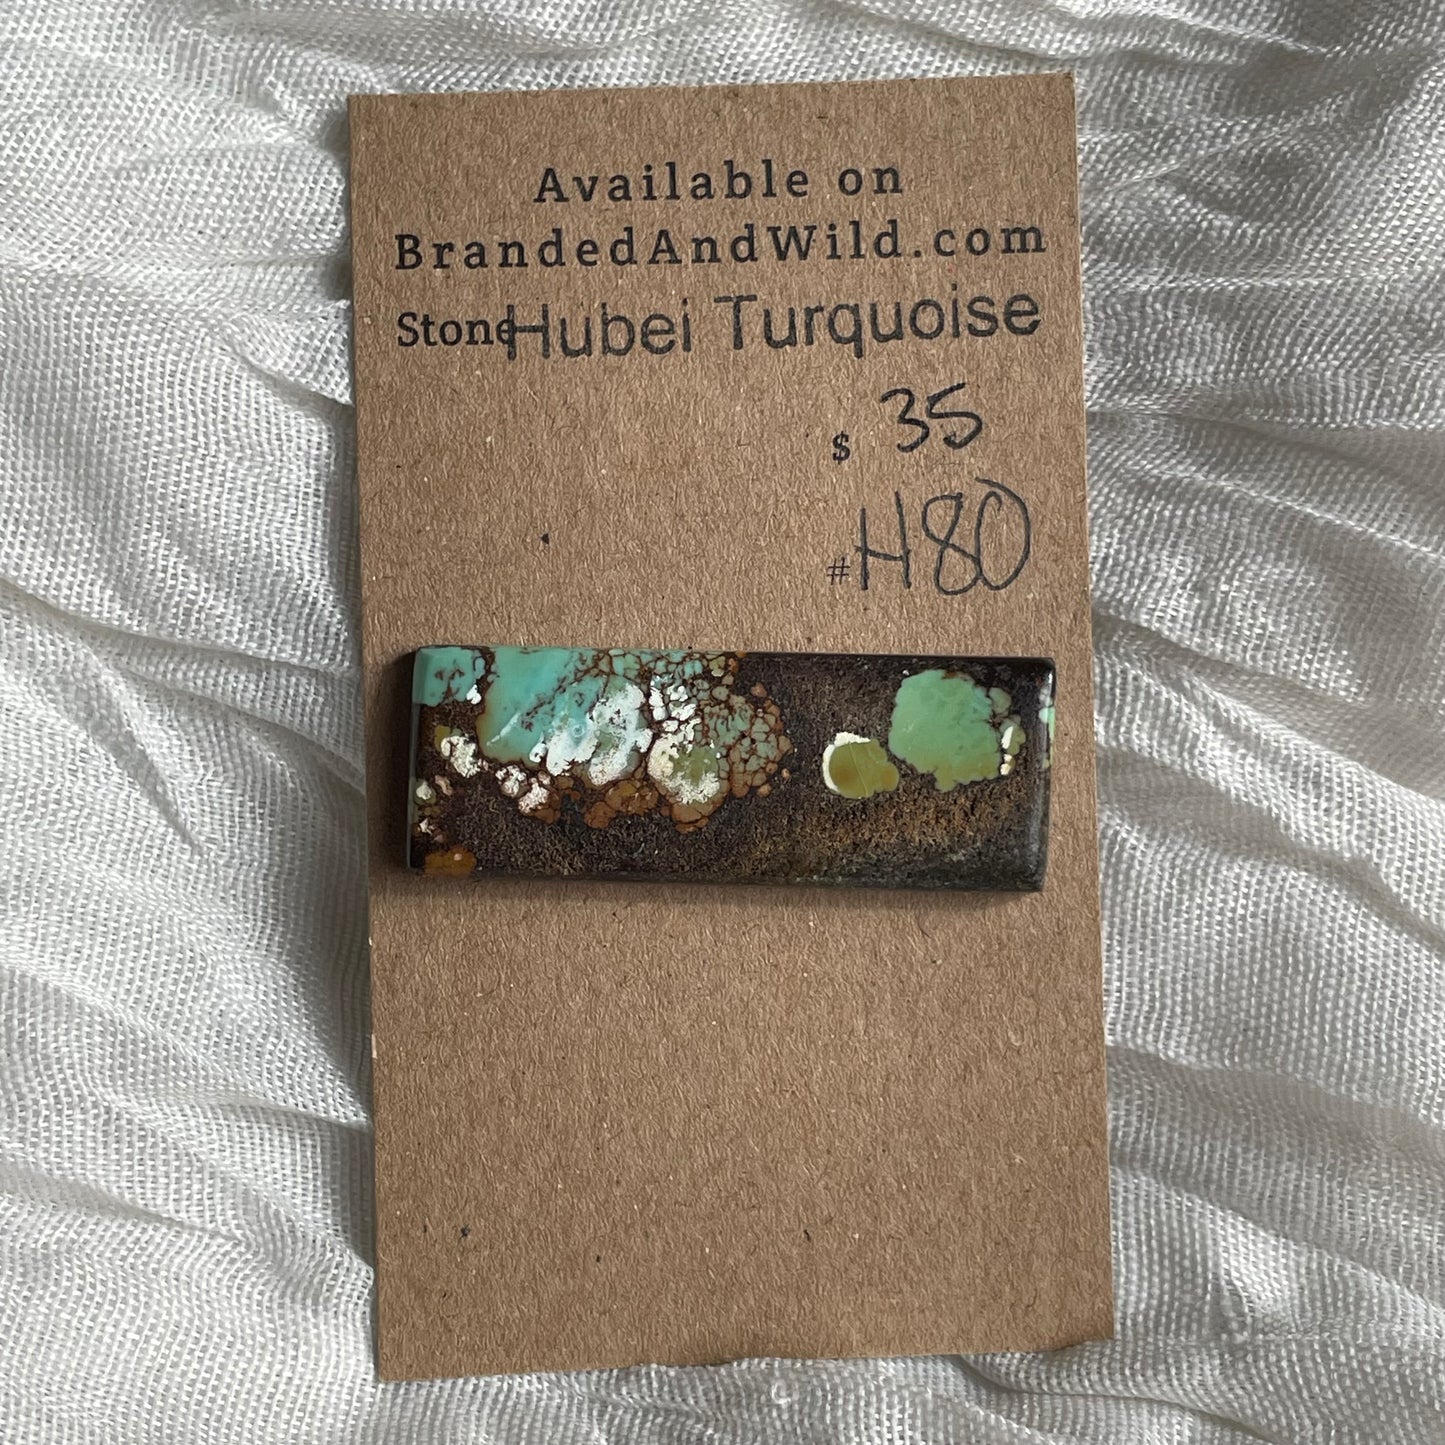 Available on
BrandedAndWild.com
Stone Hubei Turquoise
$ 35
# H80